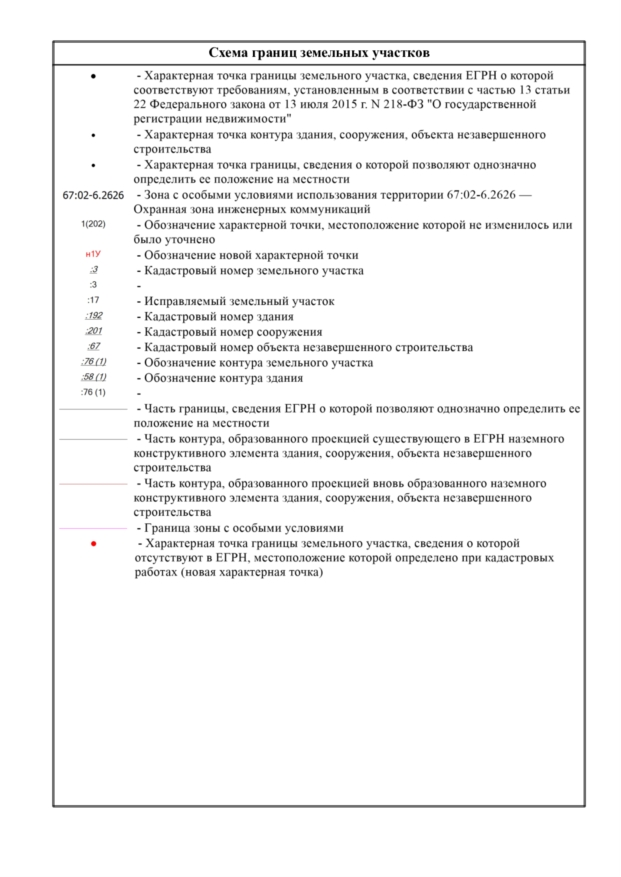 Схема границ земельных участков
- Характерная точка границы земельного участка, сведения ЕГРН о которой
соответствуют требованиям, установленным в соответствии с частью 13 статьи
22 Федерального закона от 13 июля 2015 г. N 218-ФЗ "О государственной
регистрации недвижимости"
- Характерная точка контура здания, сооружения, объекта незавершенного
строительства
- Характерная точка границы, сведения о которой позволяют однозначно
определить ее положение на местности
67:02-6.2626 - Зона с особыми условиями использования территории 67:02-6.2626 —
Охранная зона инженерных коммуникаций
1(202) - Обозначение характерной точки, местоположение которой не изменилось или
было уточнено
н1У - Обозначение новой характерной точки
:3 - Кадастровый номер земельного участка
:3 -
:17 - Исправляемый земельный участок
:192 - Кадастровый номер здания
:201 - Кадастровый номер сооружения
:67 - Кадастровый номер объекта незавершенного строительства
:76 (1) - Обозначение контура земельного участка
:58 (1) - Обозначение контура здания
:76 (1) -
- Часть границы, сведения ЕГРН о которой позволяют однозначно определить ее
положение на местности
- Часть контура, образованного проекцией существующего в ЕГРН наземного
конструктивного элемента здания, сооружения, объекта незавершенного
строительства
- Часть контура, образованного проекцией вновь образованного наземного
конструктивного элемента здания, сооружения, объекта незавершенного
строительства
- Граница зоны с особыми условиями
- Характерная точка границы земельного участка, сведения о которой
отсутствуют в ЕГРН, местоположение которой определено при кадастровых
работах (новая характерная точка)